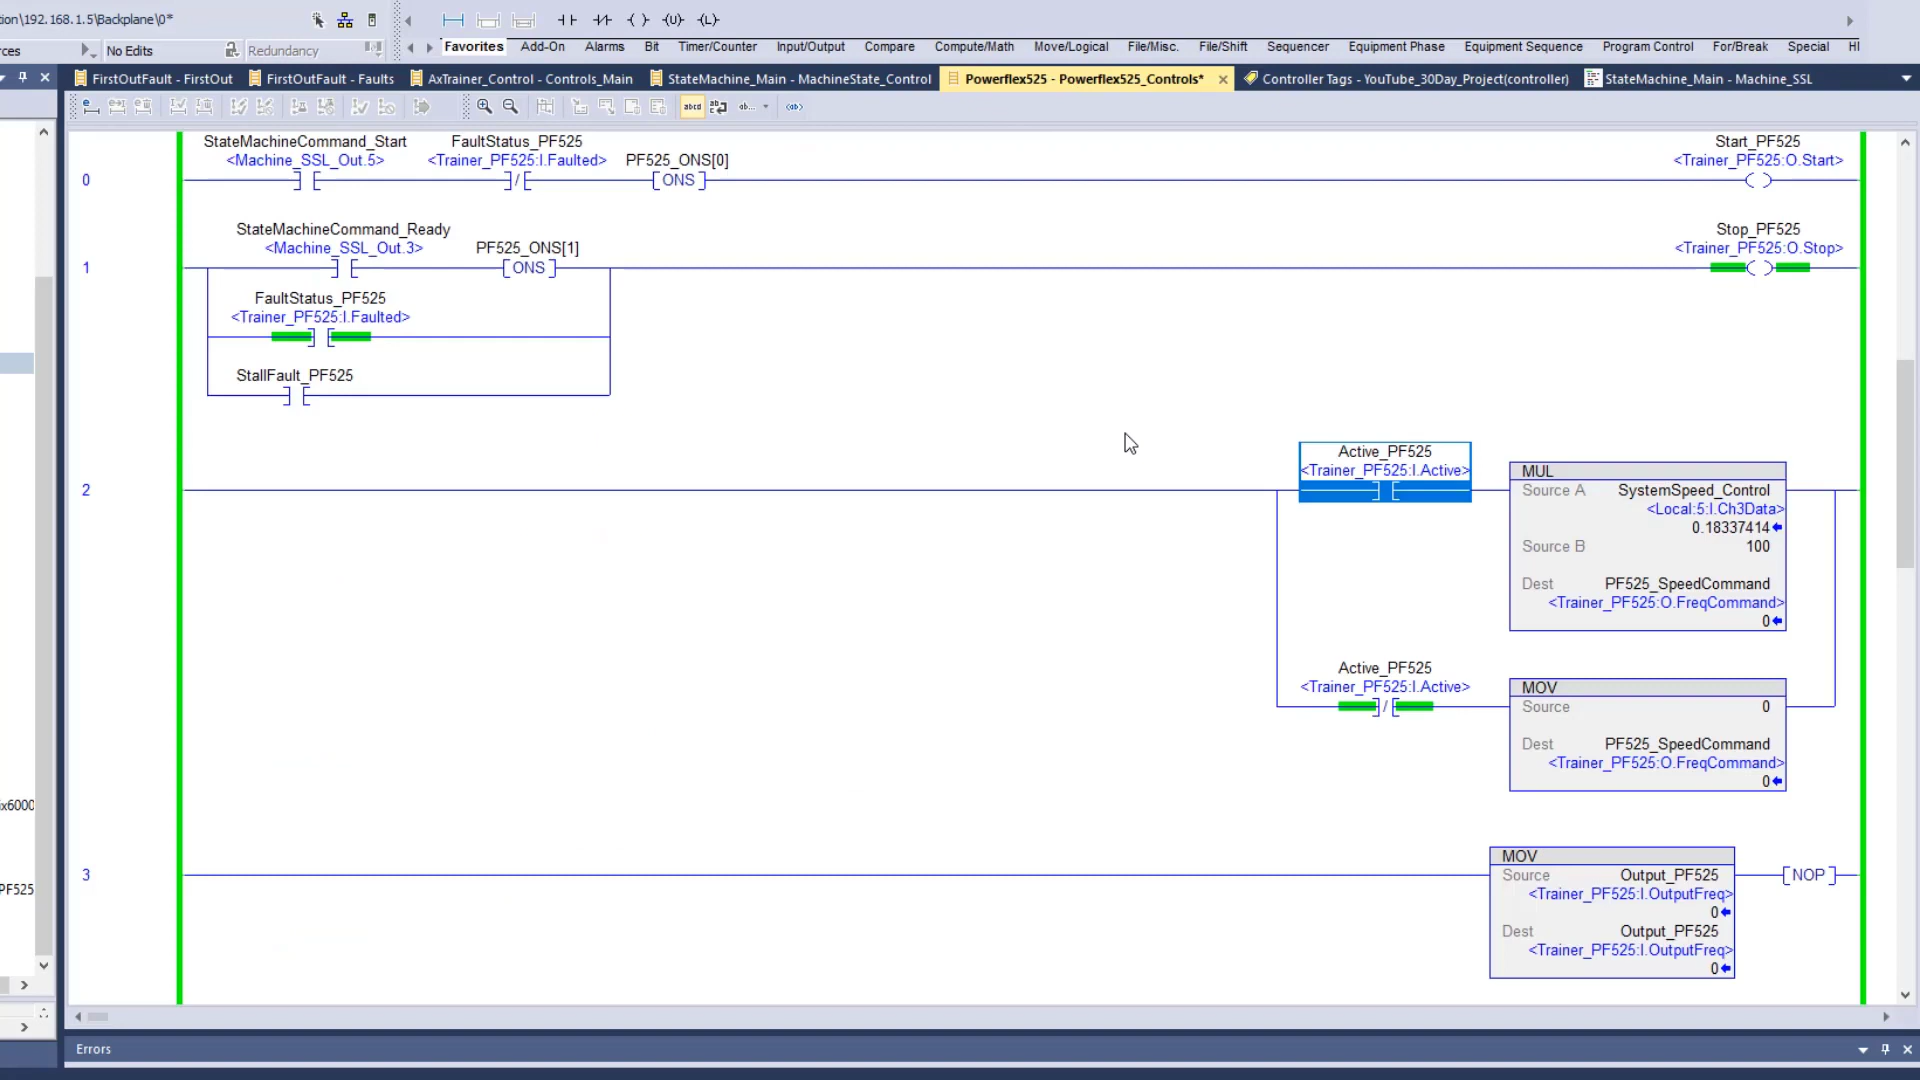 tion\192.168.1.5\Backplane\0*
ces
No Edits
Redundancy
(U)
(L)
Favorites Add-On Alarms Bit Timer/Counter Input/Output Compare Compute/Math Move/Logical File/Misc. File/Shift Sequencer Equipment Phase Equipment Sequence Program Control For/Break Special HI
FirstOutFault - FirstOut
FirstOutFault - Faults
AxTrainer_Control - Controls_Main
StateMachine_Main - MachineState_Control
Powerflex525 - Powerflex525_Controls*
Controller Tags - YouTube_30Day_Project(controller)
StateMachine_Main - Machine_SSL
abcd
ab...
StateMachineCommand_Start
<Machine_SSL_Out.5>
FaultStatus_PF525
<Trainer_PF525:I.Faulted>
PF525_ONS[0]
ONS
Start_PF525
<Trainer_PF525:O.Start>
0
StateMachineCommand_Ready
<Machine_SSL_Out.3>
PF525_ONS[1]
ONS
Stop_PF525
<Trainer_PF525:O.Stop>
1
FaultStatus_PF525
<Trainer_PF525:I.Faulted>
StallFault_PF525
Active_PF525
<Trainer_PF525:I.Active>
2
MUL
Source A SystemSpeed_Control
<Local:5:I.Ch3Data>
0.18337414
Source B 100
Dest PF525_SpeedCommand
<Trainer_PF525:O.FreqCommand>
0
Active_PF525
<Trainer_PF525:I.Active>
MOV
Source 0
Dest PF525_SpeedCommand
<Trainer_PF525:O.FreqCommand>
0
3
MOV
Source Output_PF525
<Trainer_PF525:I.OutputFreq>
0
Dest Output_PF525
<Trainer_PF525:I.OutputFreq>
0
NOP
ix6000
PF525
Errors